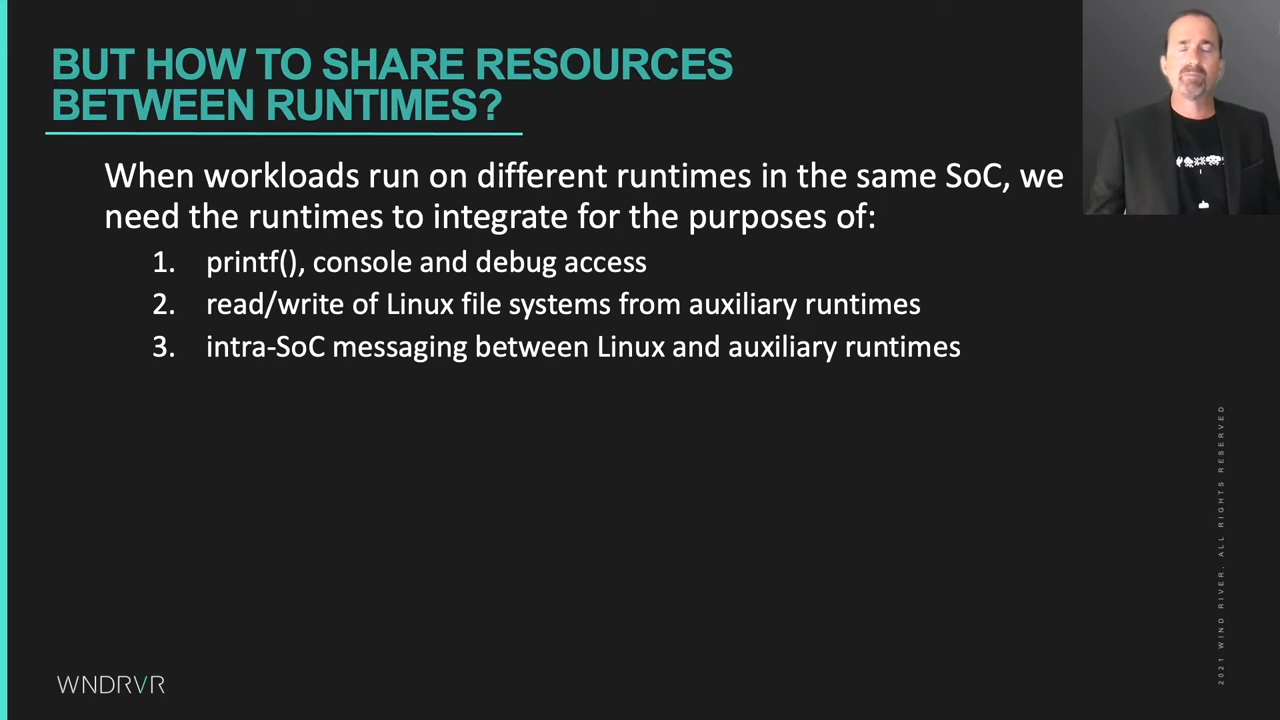 BUT HOW TO SHARE RESOURCES
BETWEEN RUNTIMES?
When workloads run on different runtimes in the same SoC, we
need the runtimes to integrate for the purposes of:
1. printf(), console and debug access
2. read/write of Linux file systems from auxiliary runtimes
3. intra-SoC messaging between Linux and auxiliary runtimes
2021 WIND RIVER, ALL RIGHTS RESERVED
WNDRVR